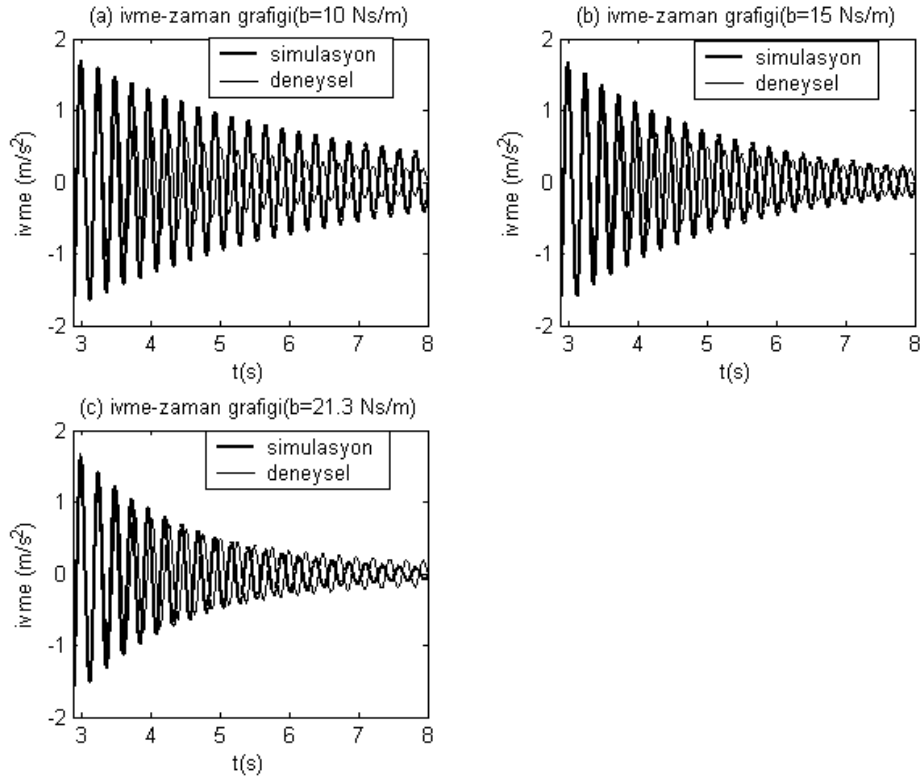 (a) ivme-zaman grafigi(b=10 Ns/m)
simulasyon
deneysel
ivme (m/s²)
2
1
0
-1
-2
3 4 5 6 7 8
t(s)
(b) ivme-zaman grafigi(b=15 Ns/m)
simulasyon
deneysel
ivme (m/s²)
2
1
0
-1
-2
3 4 5 6 7 8
t(s)
(c) ivme-zaman grafigi(b=21.3 Ns/m)
simulasyon
deneysel
ivme (m/s²)
2
1
0
-1
-2
3 4 5 6 7 8
t(s)